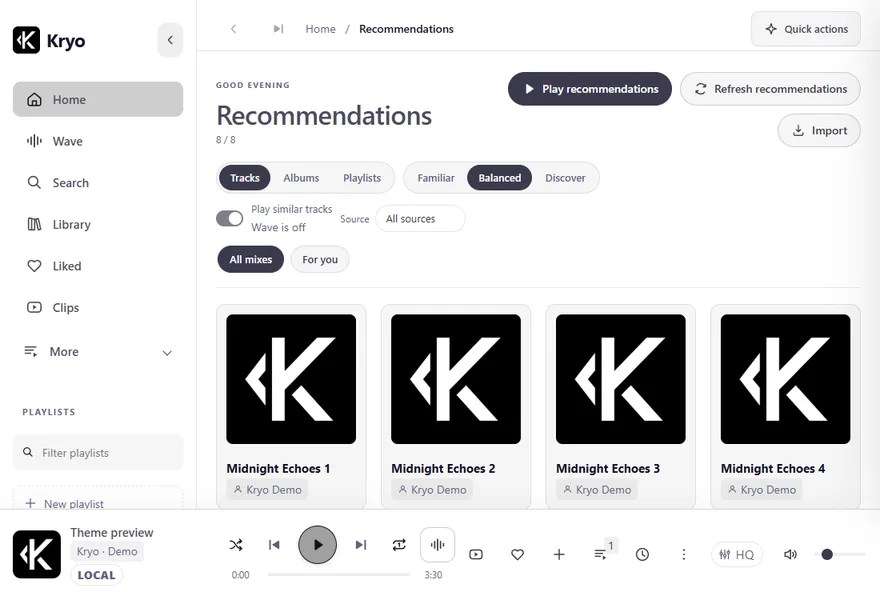 Kryo
Home / Recommendations
Quick actions
Home
Wave
Search
Library
Liked
Clips
More
PLAYLISTS
Filter playlists
New playlist
GOOD EVENING
Recommendations
8 / 8
Play recommendations
Refresh recommendations
Import
Tracks Albums Playlists
Familiar Balanced Discover
Play similar tracks
Wave is off
Source All sources
All mixes For you
Midnight Echoes 1
Kryo Demo
Midnight Echoes 2
Kryo Demo
Midnight Echoes 3
Kryo Demo
Midnight Echoes 4
Kryo Demo
Theme preview
Kryo · Demo
LOCAL
0:00
3:30
1
HQ